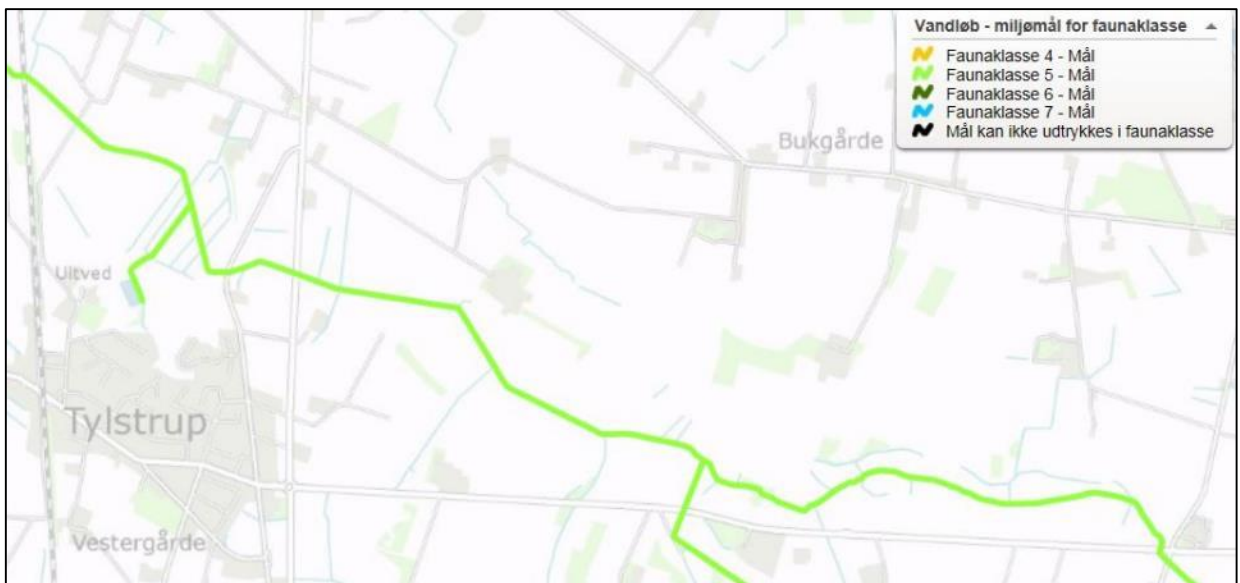 Vandløb - miljømål for faunaklasse
Faunaklasse 4 - Mål
Faunaklasse 5 - Mål
Faunaklasse 6 - Mål
Faunaklasse 7 - Mål
Mål kan ikke udtrykkes i faunaklasse
Bukgårde
Ultved
Tylstrup
Vestergårde